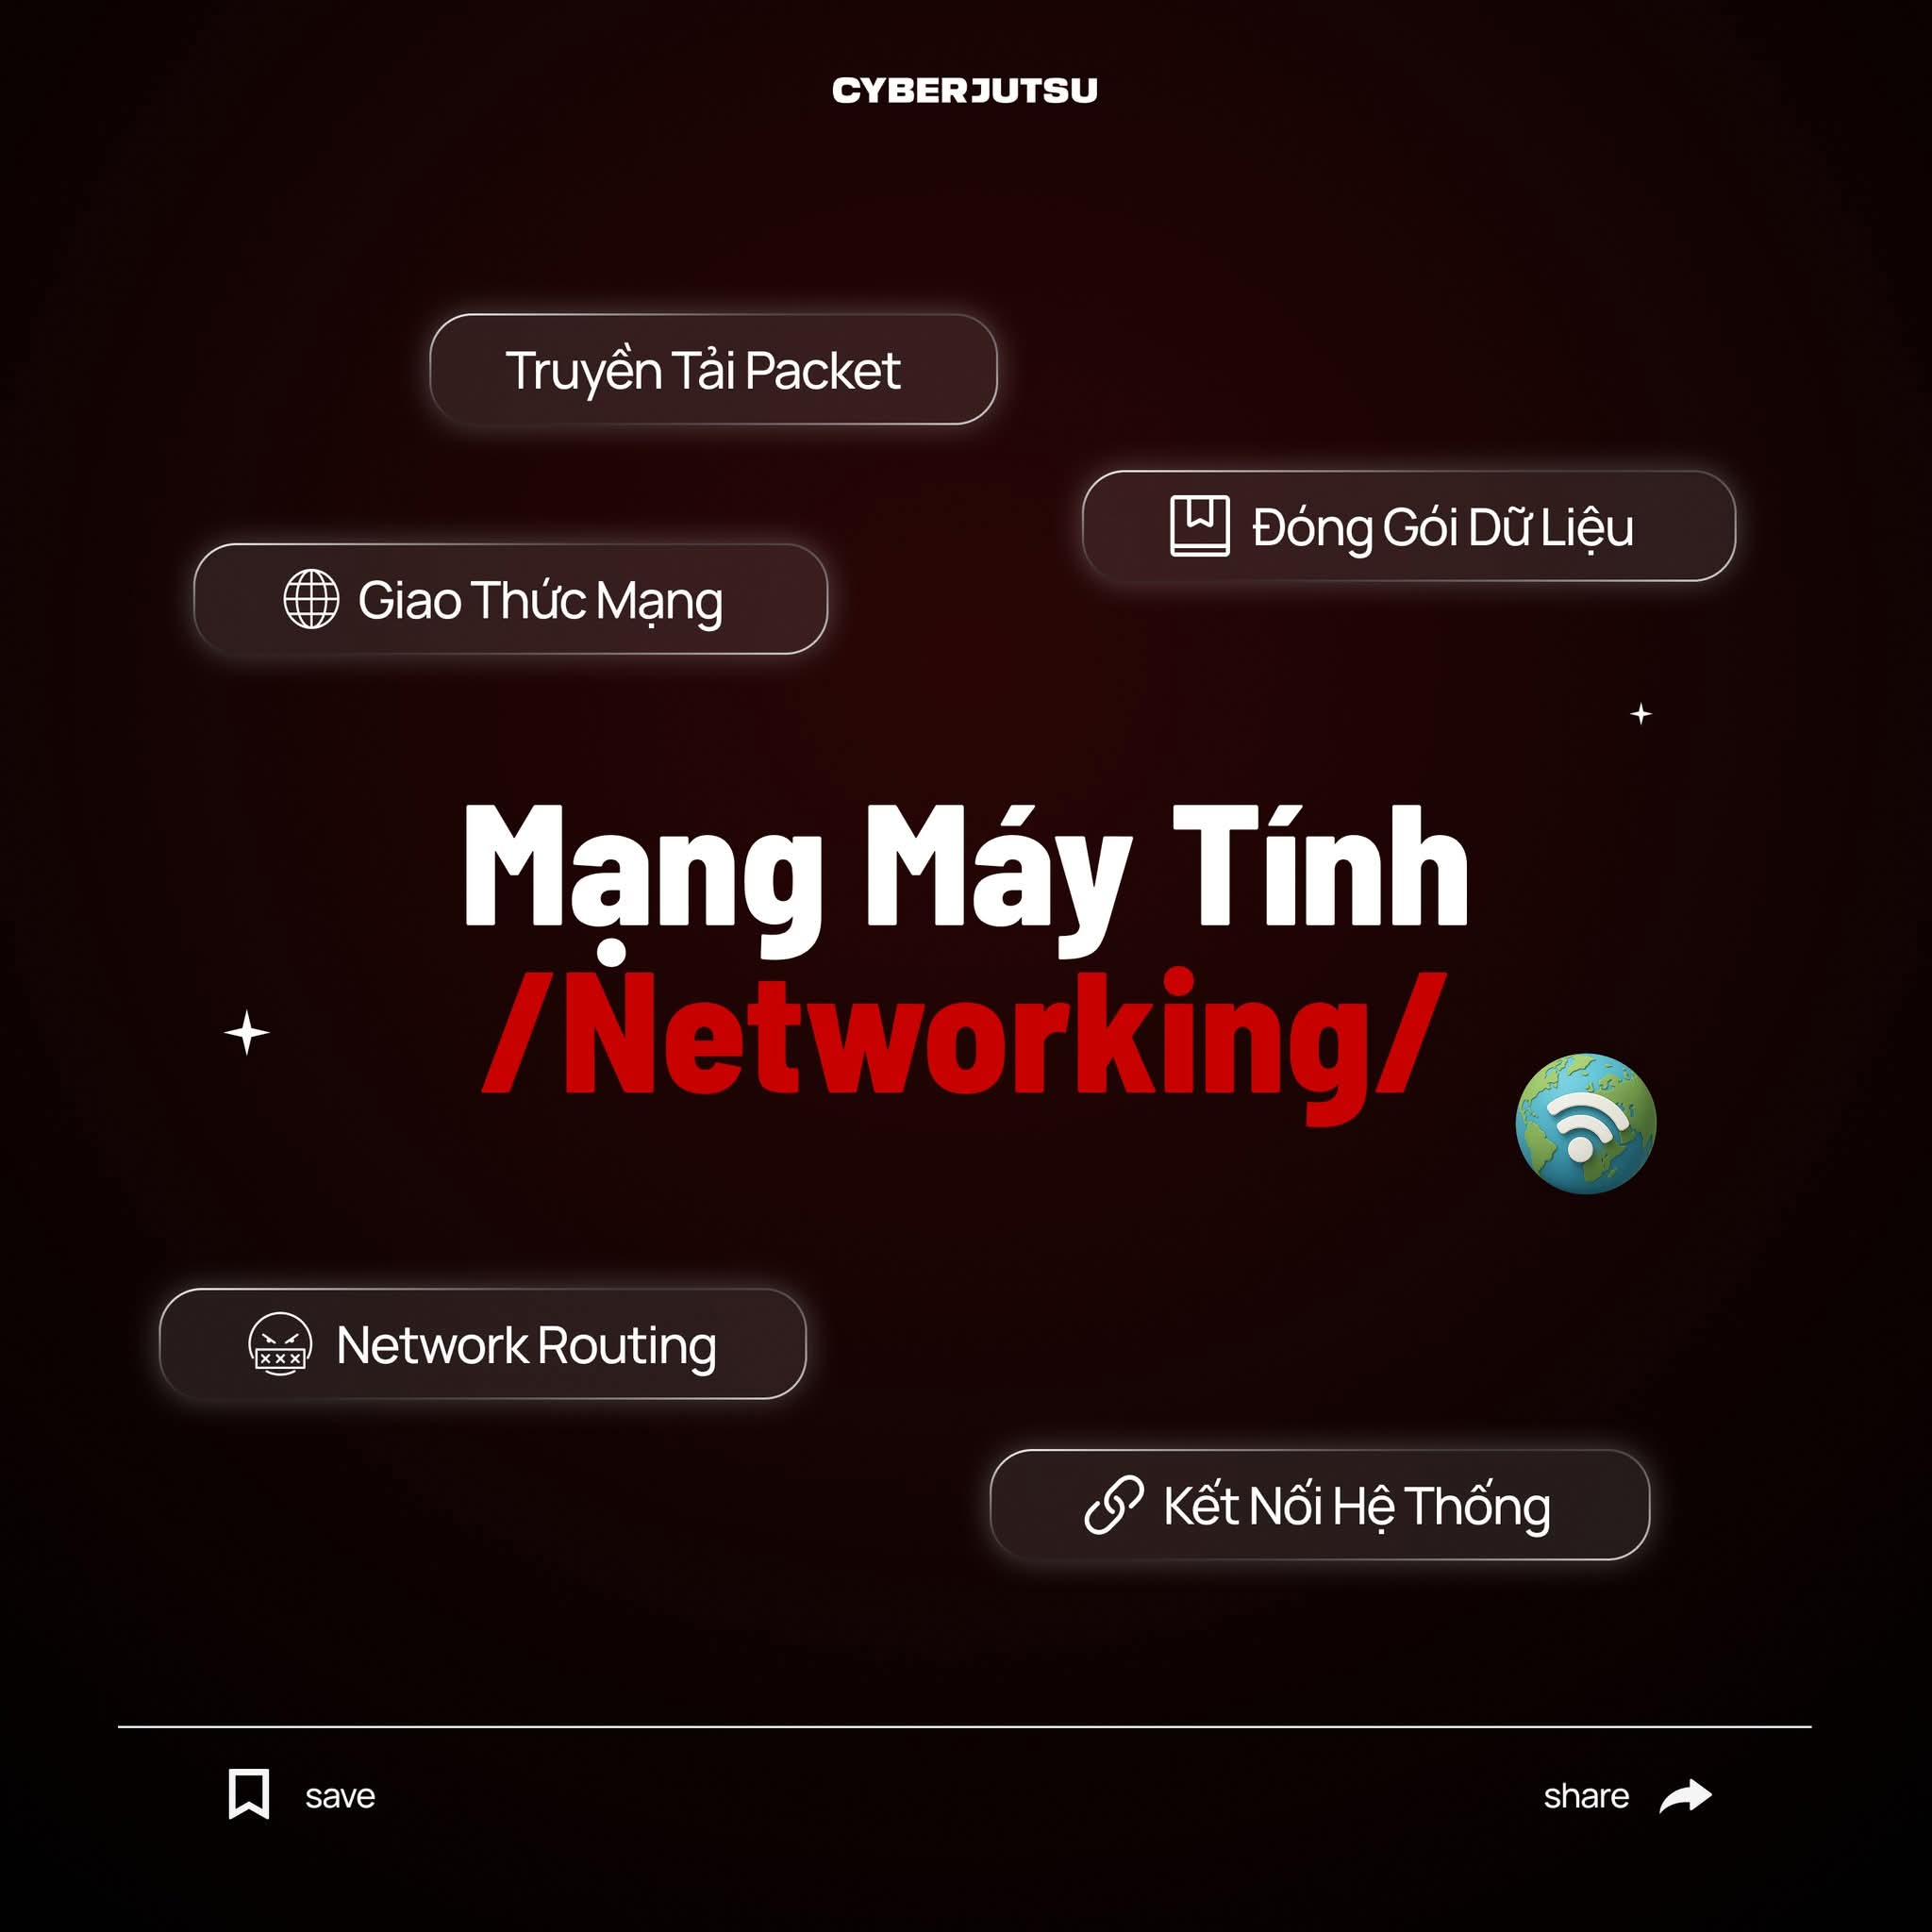 CYBERJUTSU
Truyền Tải Packet
Đóng Gói Dữ Liệu
Giao Thức Mạng
Mạng Máy Tính
/Networking/
Network Routing
Kết Nối Hệ Thống
save
share